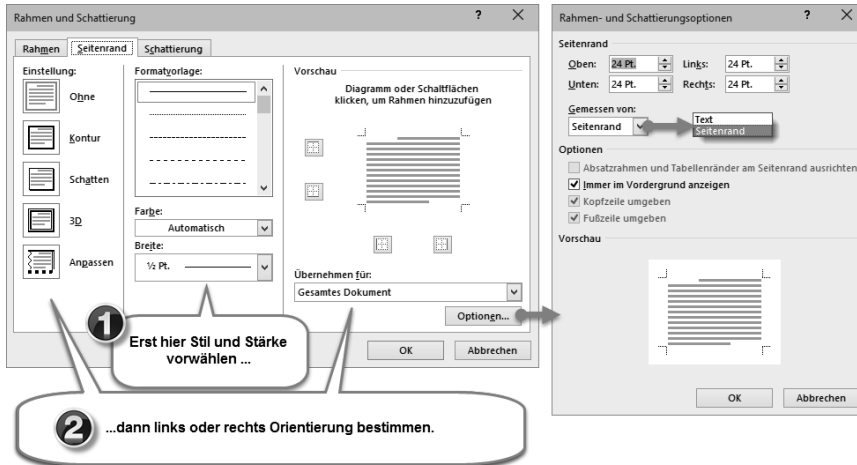 Rahmen und Schattierung ? ×
Rahmen Seitenrand Schattierung
Einstellung:
Ohne
Kontur
Schatten
3D
Anpassen
Formatvorlage:
Farbe:
Automatisch
Breite:
½ Pt.
Vorschau
Diagramm oder Schaltflächen
klicken, um Rahmen hinzuzufügen
Übernehmen für:
Gesamtes Dokument
Optionen...
OK Abbrechen
1
Erst hier Stil und Stärke
vorwählen ...
2
...dann links oder rechts Orientierung bestimmen.
Rahmen- und Schattierungsoptionen ? ×
Seitenrand
Oben: 24 Pt. Links: 24 Pt.
Unten: 24 Pt. Rechts: 24 Pt.
Gemessen von:
Seitenrand
Text
Seitenrand
Optionen
Absatzrahmen und Tabellenränder am Seitenrand ausrichten
Immer im Vordergrund anzeigen
Kopfzeile umgeben
Fußzeile umgeben
Vorschau
OK Abbrechen